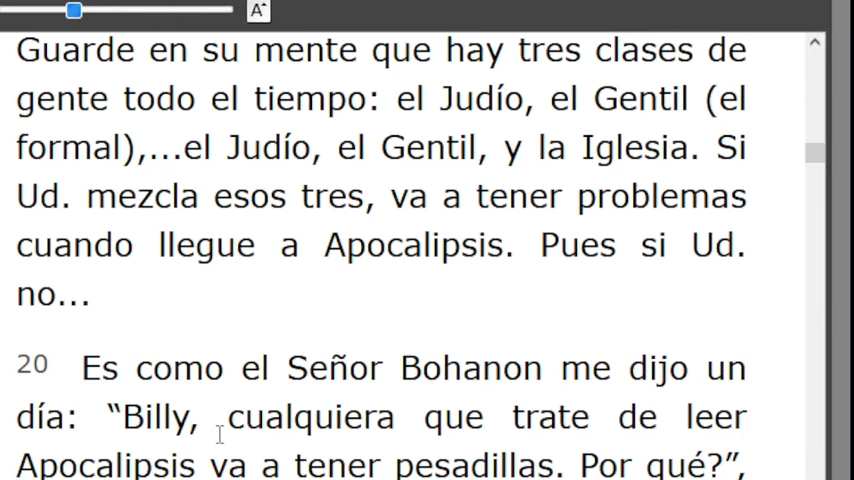 A
Guarde en su mente que hay tres clases de
gente todo el tiempo: el Judío, el Gentil (el
formal),...el Judío, el Gentil, y la Iglesia. Si
Ud. mezcla esos tres, va a tener problemas
cuando llegue a Apocalipsis. Pues si Ud.
no...
20 Es como el Señor Bohanon me dijo un
día: “Billy, cualquiera que trate de leer
Apocalipsis va a tener pesadillas. Por qué?”,